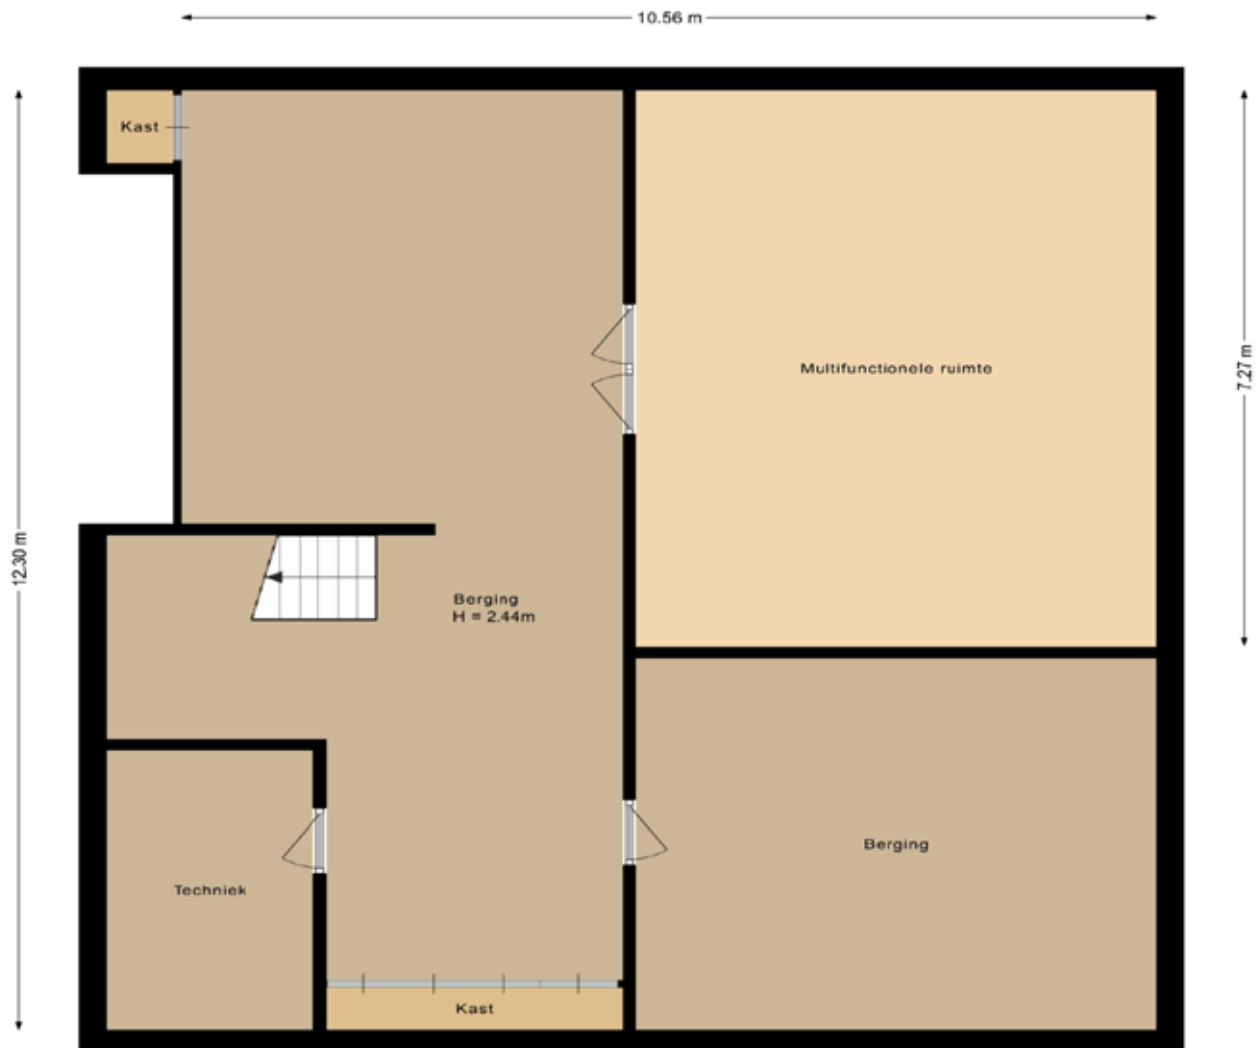 10.56 m
Kast
Multifunctionele ruimte
7.27 m
12.30 m
Berging
H = 2.44m
Berging
Techniek
Kast